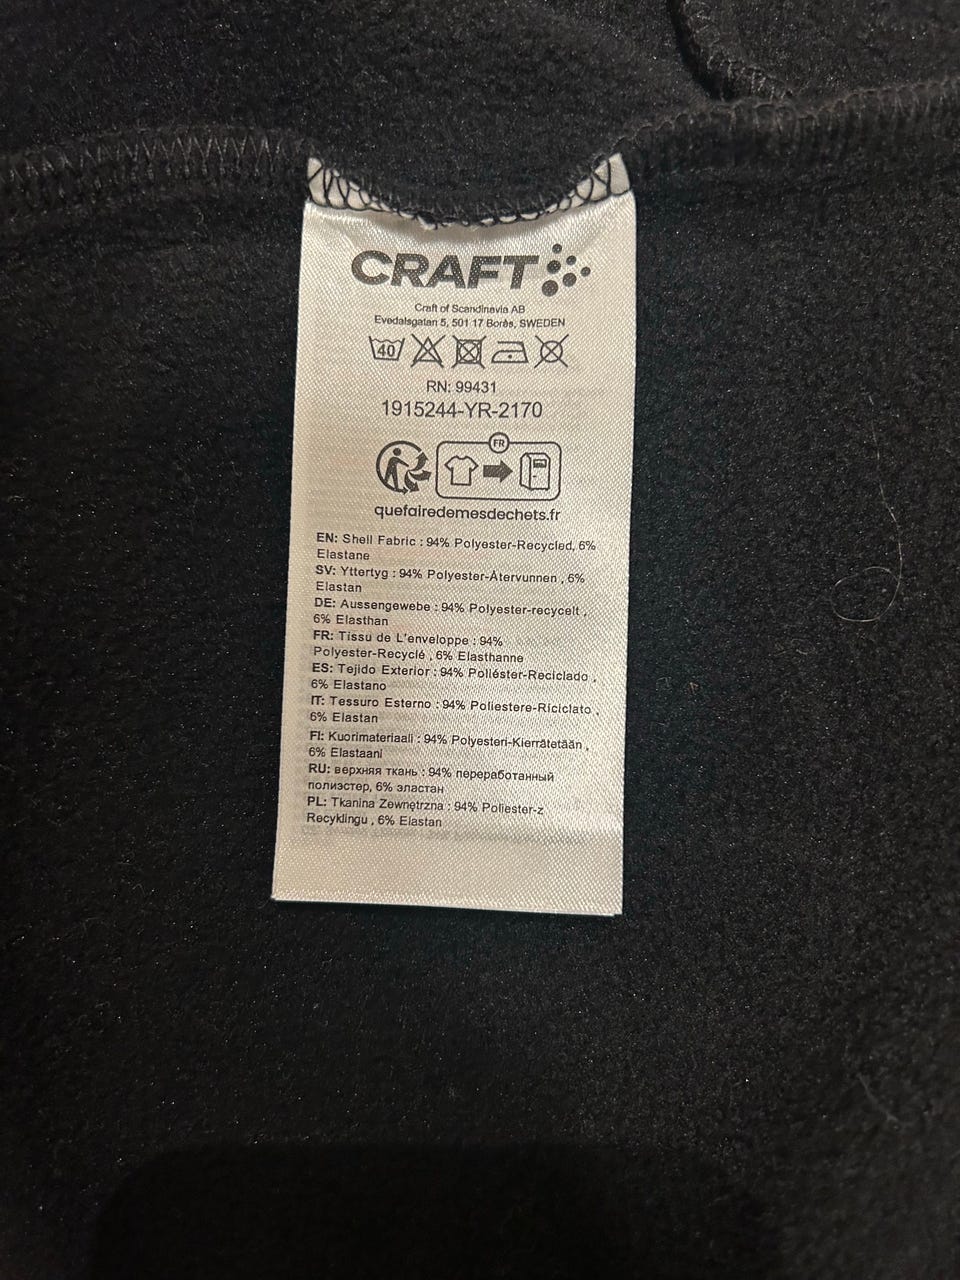 CRAFT
Craft of Scandinavia AB
Evedalsgatan 5, 501 17 Borås, SWEDEN
40
RN: 99431
1915244-YR-2170
FR
quefairedemesdechets.fr
EN: Shell Fabric : 94% Polyester-Recycled, 6%
Elastane
SV: Yttertyg : 94% Polyester-Återvunnen , 6%
Elastan
DE: Aussengewebe : 94% Polyester-recycelt ,
6% Elasthan
FR: Tissu de L'enveloppe : 94%
Polyester-Recyclé , 6% Elasthanne
ES: Tejido Exterior : 94% Poliéster-Reciclado ,
6% Elastano
IT: Tessuro Esterno : 94% Poliestere-Riciclato ,
6% Elastan
FI: Kuorimateriaali : 94% Polyesteri-Kierrätetään ,
6% Elastaani
RU: верхняя ткань : 94% переработанный
полиэстер, 6% эластан
PL: Tkanina Zewnętrzna : 94% Poliester-z
Recyklingu , 6% Elastan